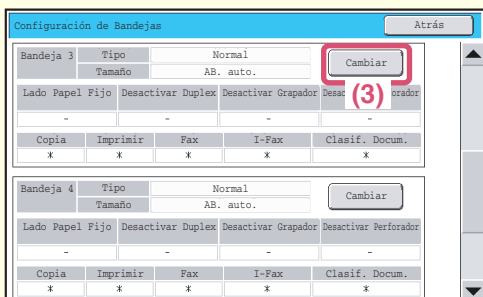 Configuración de Bandejas Atrás
Bandeja 3 Tipo Normal Cambiar
Tamaño AB. auto.
(3)
Lado Papel Fijo Desactivar Duplex Desactivar Grapador
- - - -
Copia Imprimir Fax I-Fax Clasif. Docum.
* * * * *
Bandeja 4 Tipo Normal Cambiar
Tamaño AB. auto.
Lado Papel Fijo Desactivar Duplex Desactivar Grapador Desactivar Perforador
- - - -
Copia Imprimir Fax I-Fax Clasif. Docum.
* * * * *